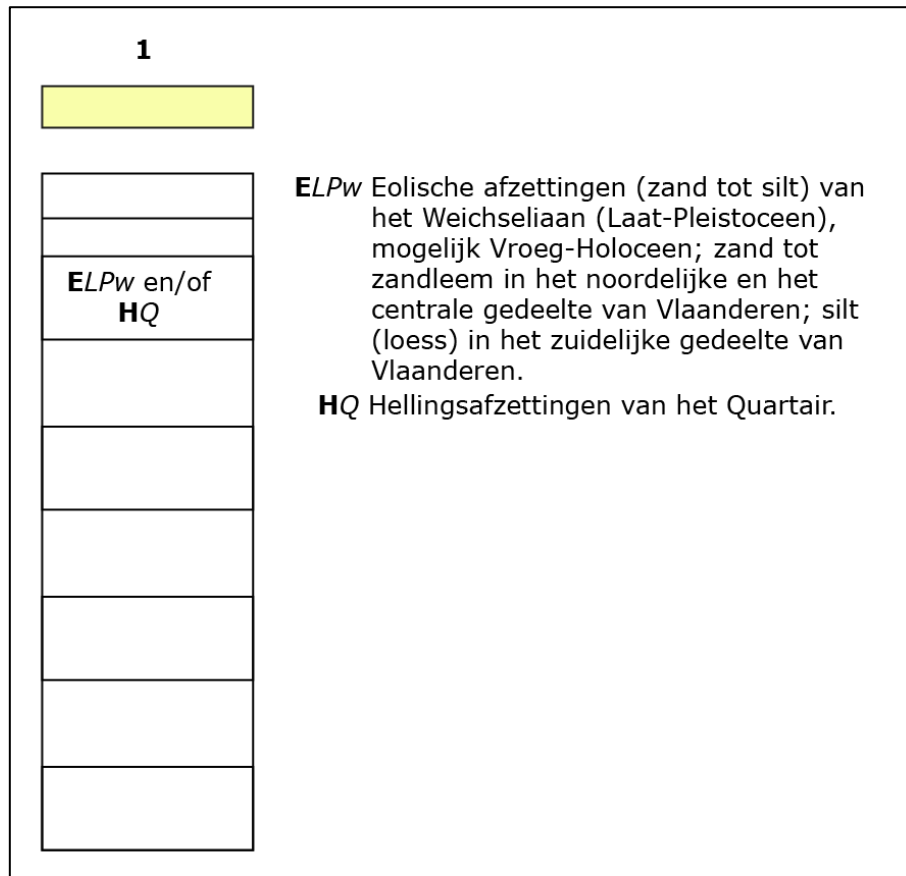 1
ELPw en/of
HQ
ELPw Eolische afzettingen (zand tot silt) van
het Weichseliaan (Laat-Pleistoceen),
mogelijk Vroeg-Holoceen; zand tot
zandleem in het noordelijke en het
centrale gedeelte van Vlaanderen; silt
(loess) in het zuidelijke gedeelte van
Vlaanderen.
HQ Hellingsafzettingen van het Quartair.